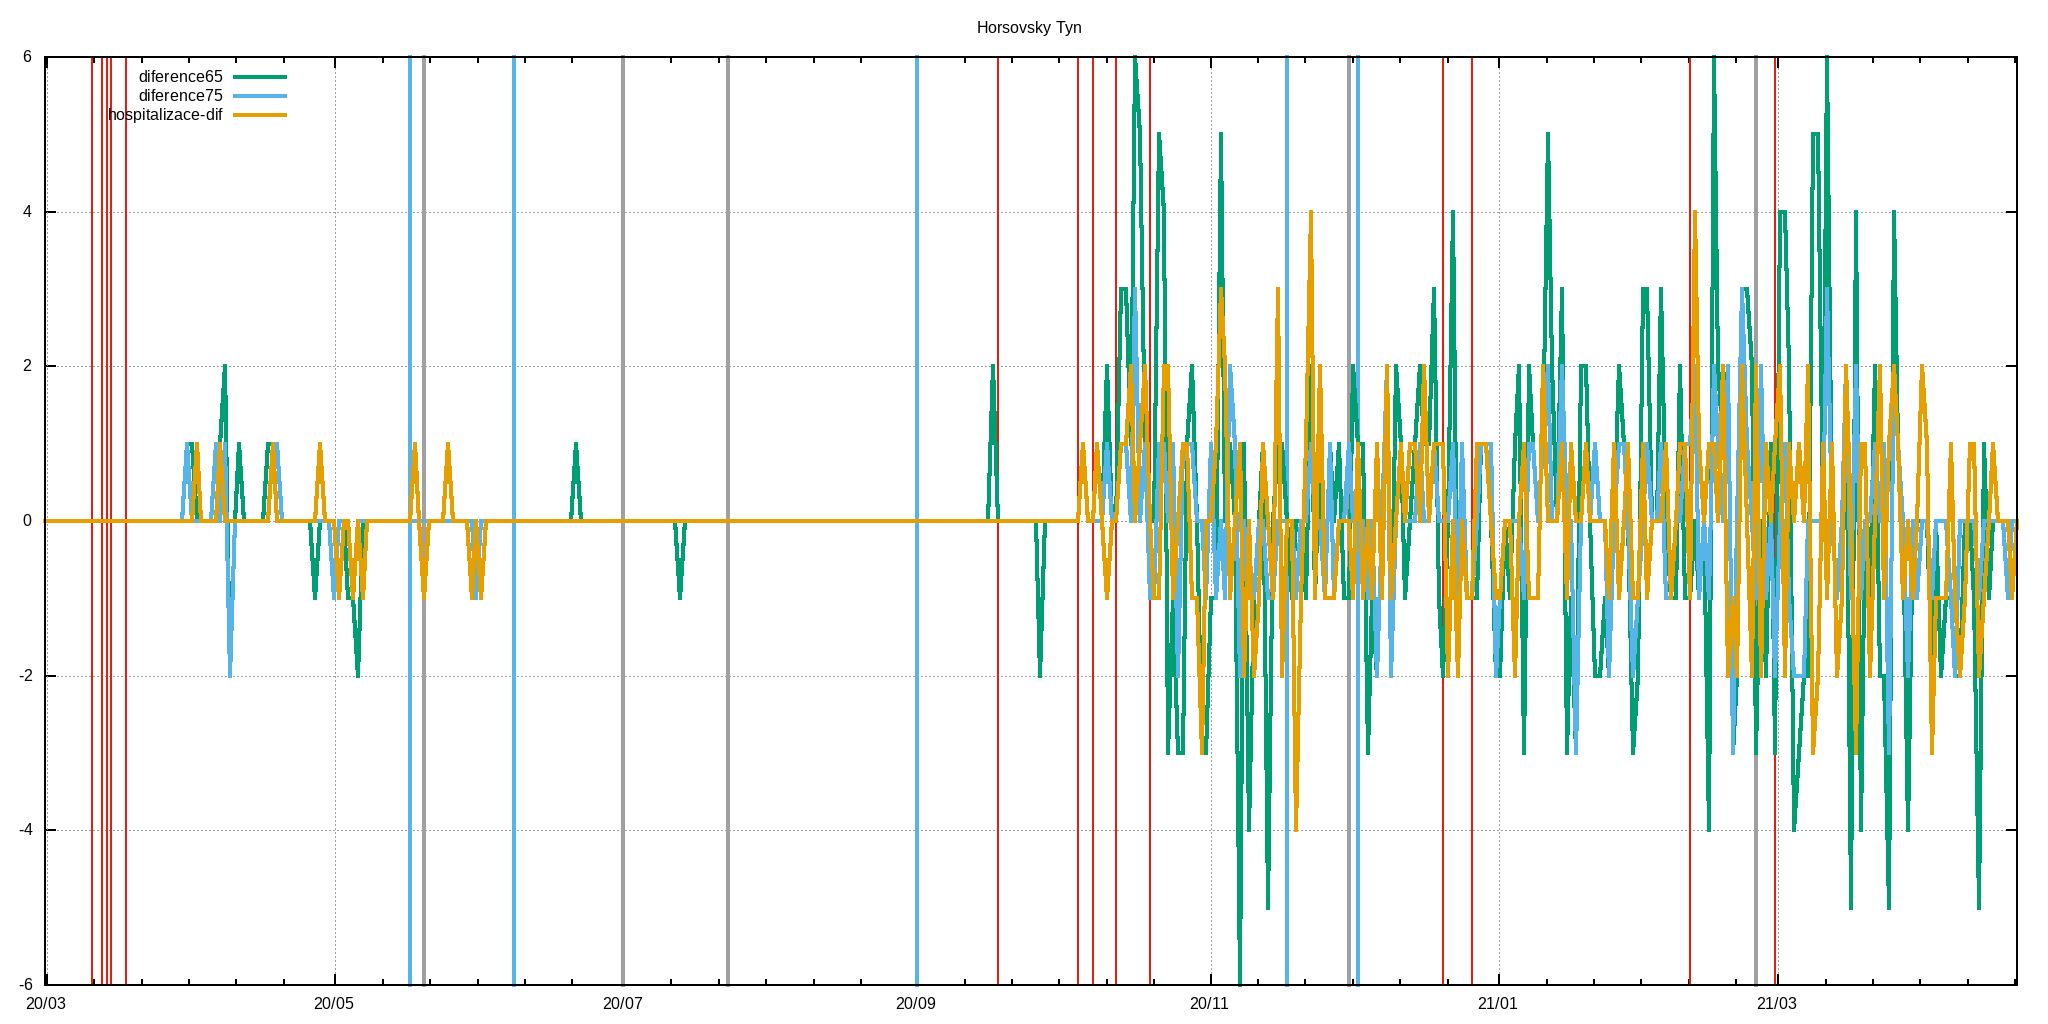 Horsovsky Tyn
6
diference65
diference75
hospitalizace-dif
4
2
0
-2
-4
-6
20/03 20/05 20/07 20/09 20/11 21/01 21/03